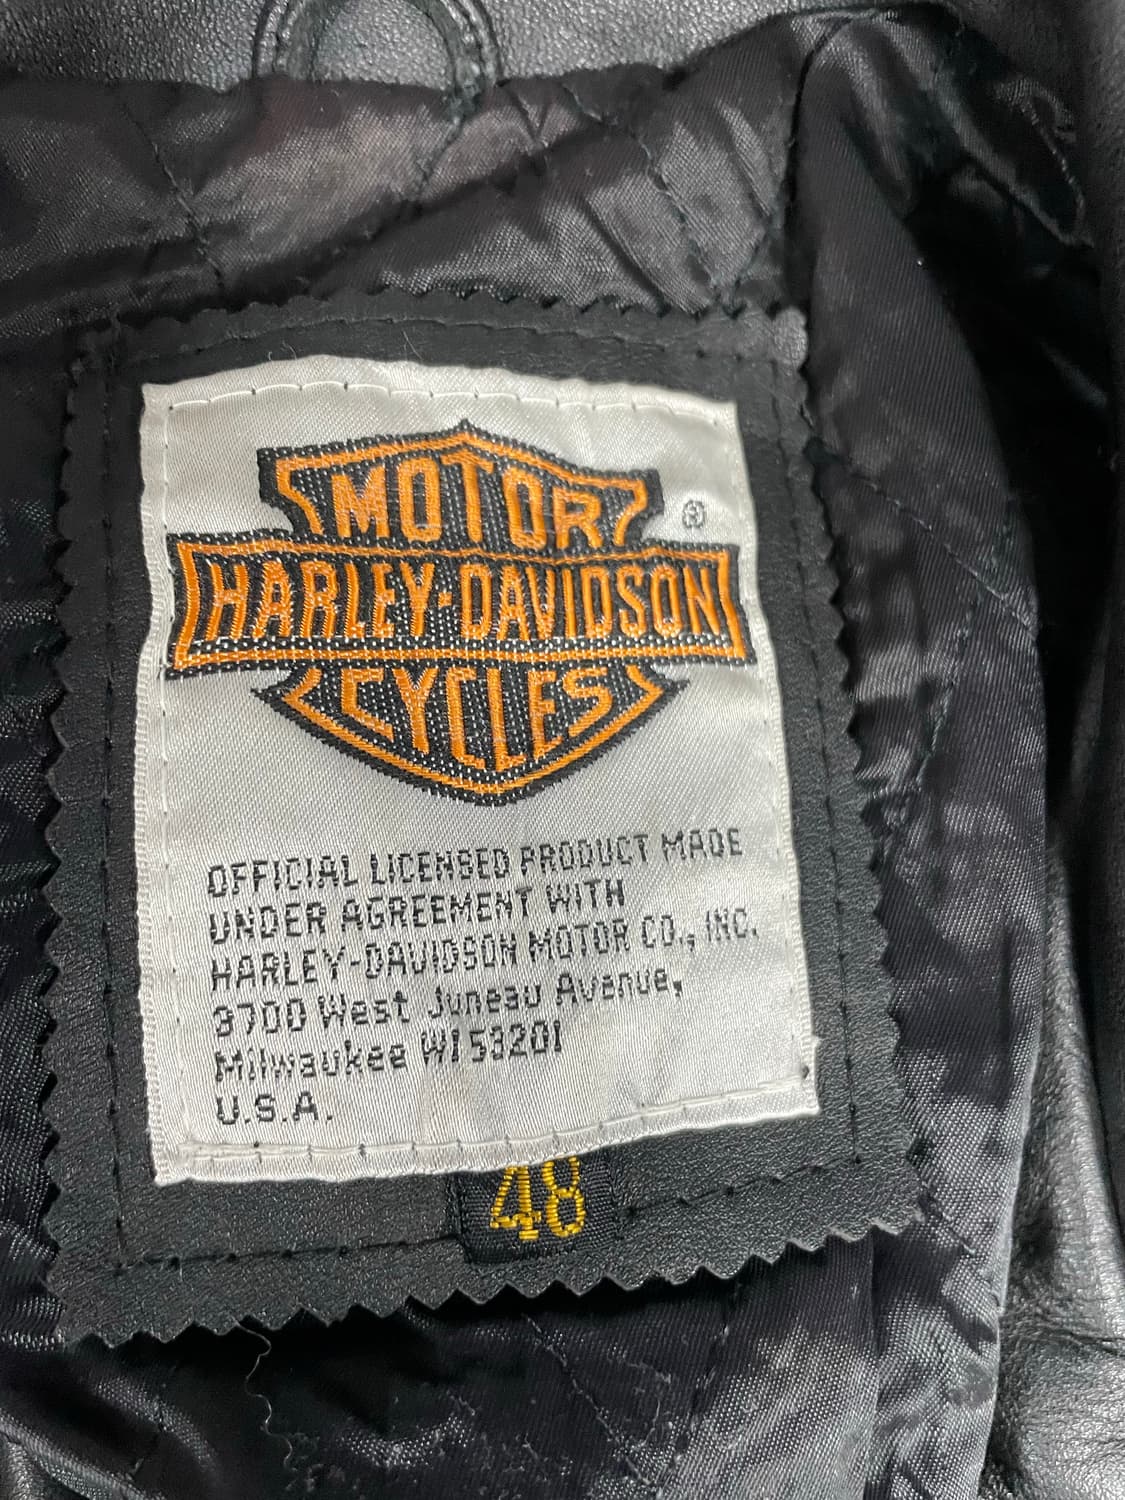 MOTOR
®
HARLEY-DAVIDSON
CYCLES
OFFICIAL LICENSED PRODUCT MADE
UNDER AGREEMENT WITH
HARLEY-DAVIDSON MOTOR CO., INC.
3700 West Juneau Avenue,
Milwaukee WI 53201
U.S.A.
48